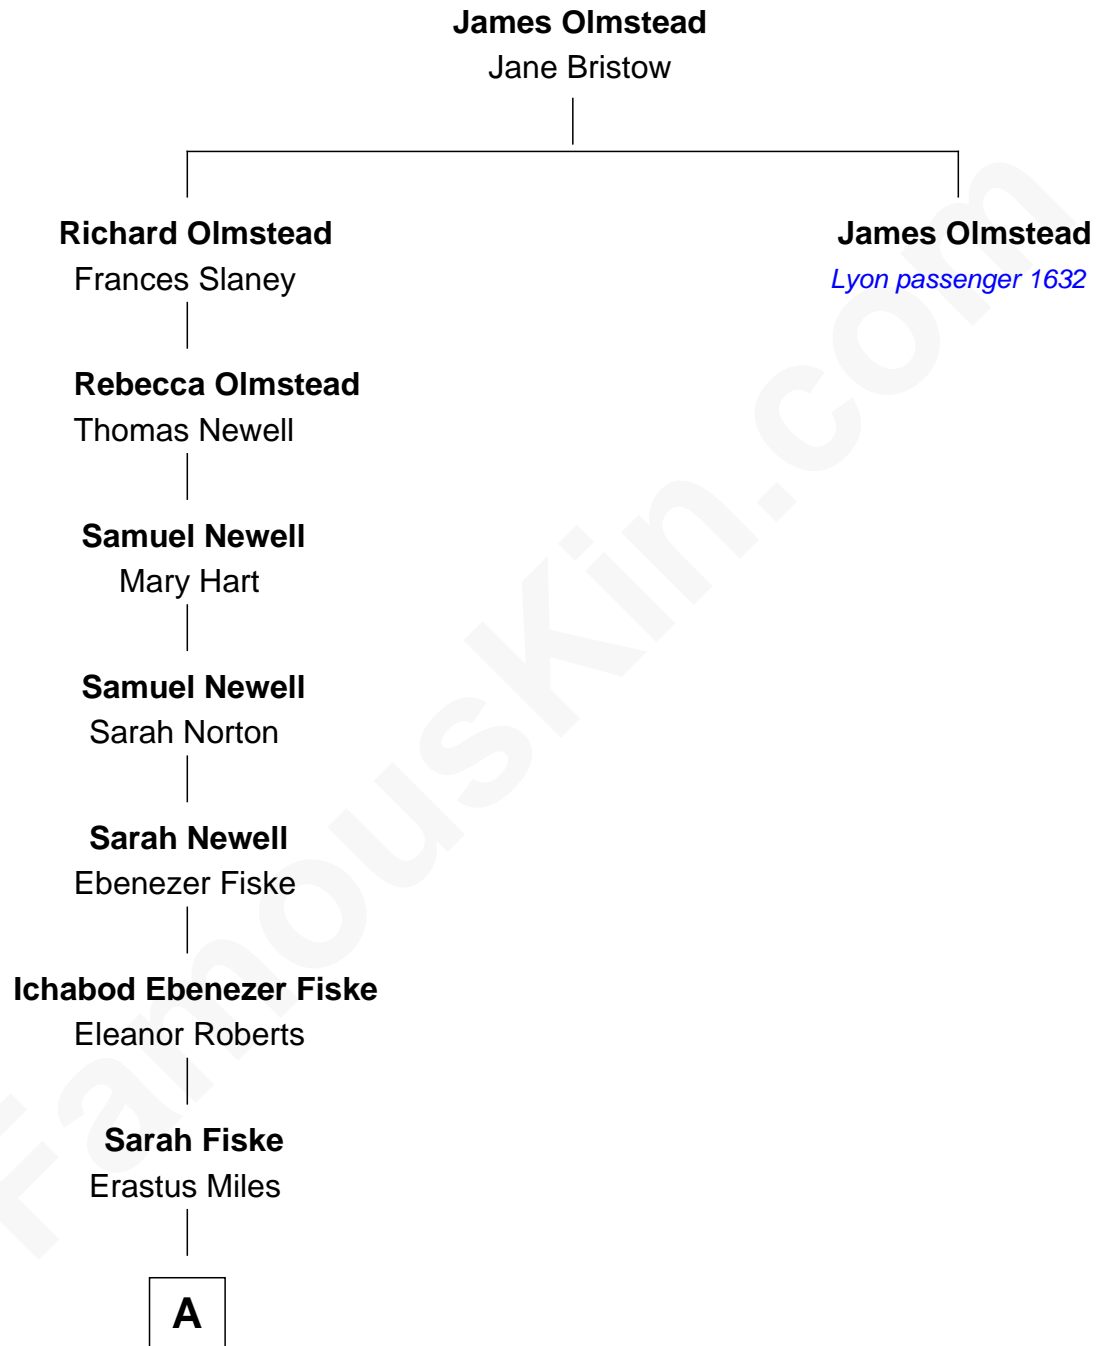 James Olmstead
Jane Bristow
Richard Olmstead
James Olmstead
Frances Slaney
Lyon passenger 1632
Rebecca Olmstead
Thomas Newell
Samuel Newell
Mary Hart
Samuel Newell
Sarah Norton
Sarah Newell
Ebenezer Fiske
Ichabod Ebenezer Fiske
Eleanor Roberts
Sarah Fiske
Erastus Miles
A
FamousKin.com